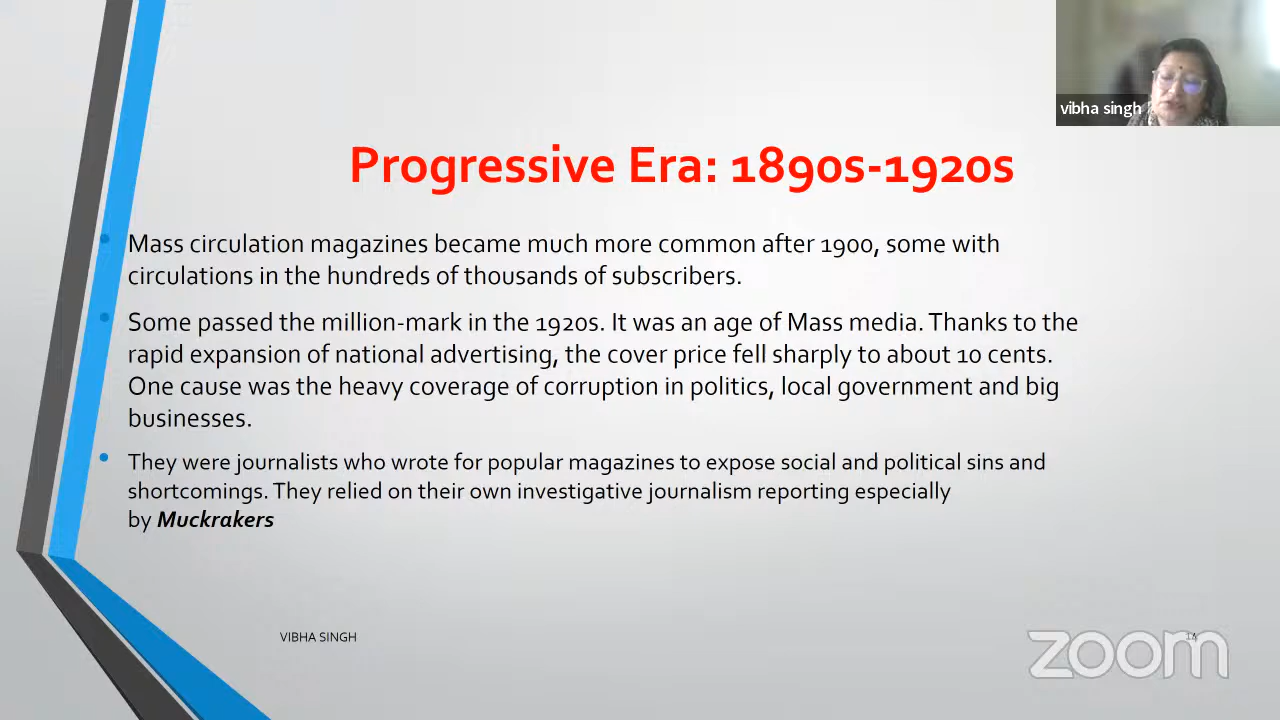 vibha singh
Progressive Era: 1890s-1920s
• Mass circulation magazines became much more common after 1900, some with
circulations in the hundreds of thousands of subscribers.
• Some passed the million-mark in the 1920s. It was an age of Mass media. Thanks to the
rapid expansion of national advertising, the cover price fell sharply to about 10 cents.
One cause was the heavy coverage of corruption in politics, local government and big
businesses.
• They were journalists who wrote for popular magazines to expose social and political sins and
shortcomings. They relied on their own investigative journalism reporting especially
by Muckrakers
VIBHA SINGH
14
zoom